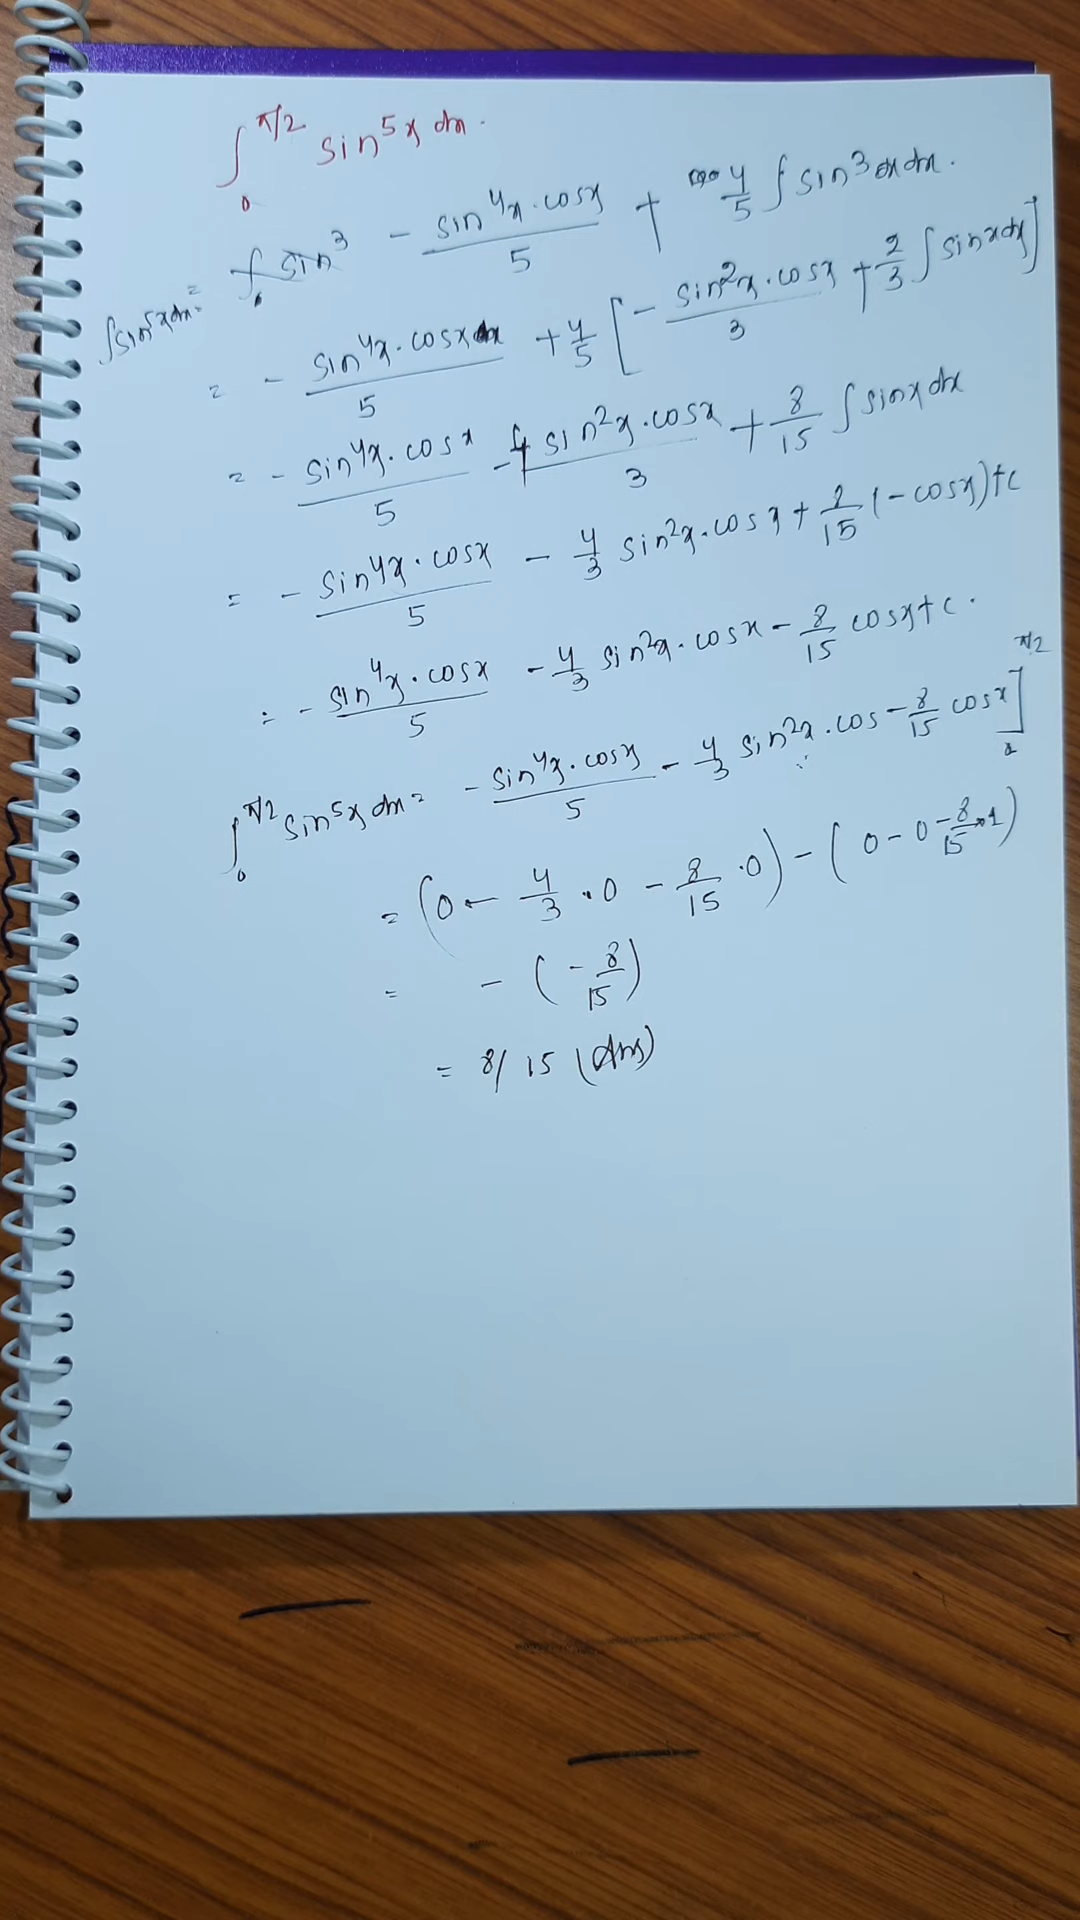 ∫₀^π/2 sin⁵x dx.
∫sin⁵x dx = - sin⁴x·cosx/5 + 4/5 ∫sin³x dx.
= - sin⁴x·cosx/5 + 4/5 [- sin²x·cosx/3 + 2/3 ∫sinx dx]
= - sin⁴x·cosx/5 - 4 sin²x·cosx/3 + 8/15 ∫sinx dx
= - sin⁴x·cosx/5 - 4/3 sin²x·cosx + 8/15 (-cosx)+c
= - sin⁴x·cosx/5 - 4/3 sin²x·cosx - 8/15 cosx+c.
∫₀^π/2 sin⁵x dx = - sin⁴x·cosx/5 - 4/3 sin²x·cos - 8/15 cosx]₀^π/2
= (0 - 4/3 ·0 - 8/15 ·0) - (0-0-8/15·1)
= - (- 8/15)
= 8/15 (Ans)